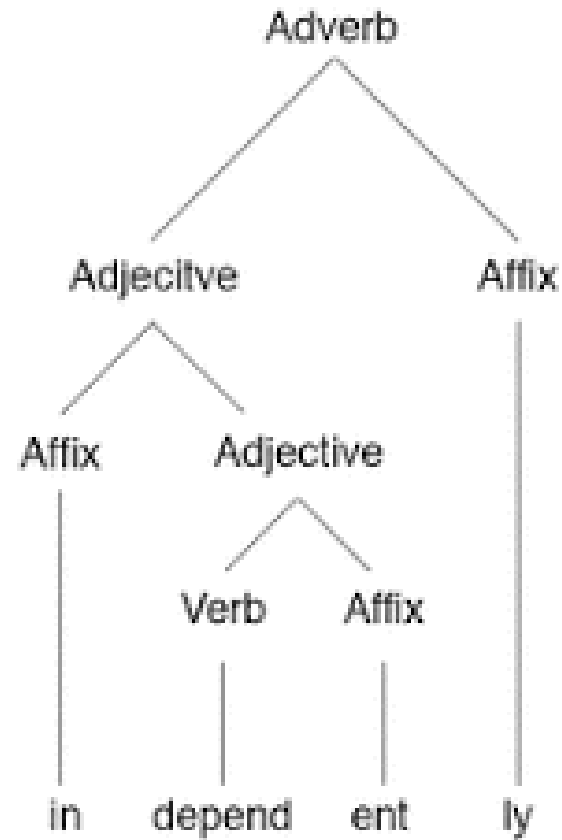 Adverb
Adjecitve Affix
Affix Adjective
Verb Affix
in depend ent ly